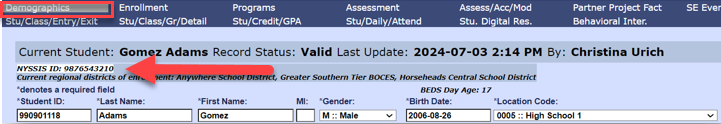 Demographics Enrollment Programs Assessment Assess/Acc/Mod Partner Project Fact SE Even
Stu/Class/Entry/Exit Stu/Class/Gr/Detail Stu/Credit/GPA Stu/Daily/Attend Stu. Digital Res. Behavioral Inter.
Current Student: Gomez Adams Record Status: Valid Last Update: 2024-07-03 2:14 PM By: Christina Urich
NYSSIS ID: 9876543210
Current regional districts of enrollment: Anywhere School District, Greater Southern Tier BOCES, Horseheads Central School District
*denotes a required field BEDS Day Age: 17
*Student ID: *Last Name: *First Name: MI: *Gender: *Birth Date: *Location Code:
990901118 Adams Gomez M :: Male 2006-08-26 0005 :: High School 1